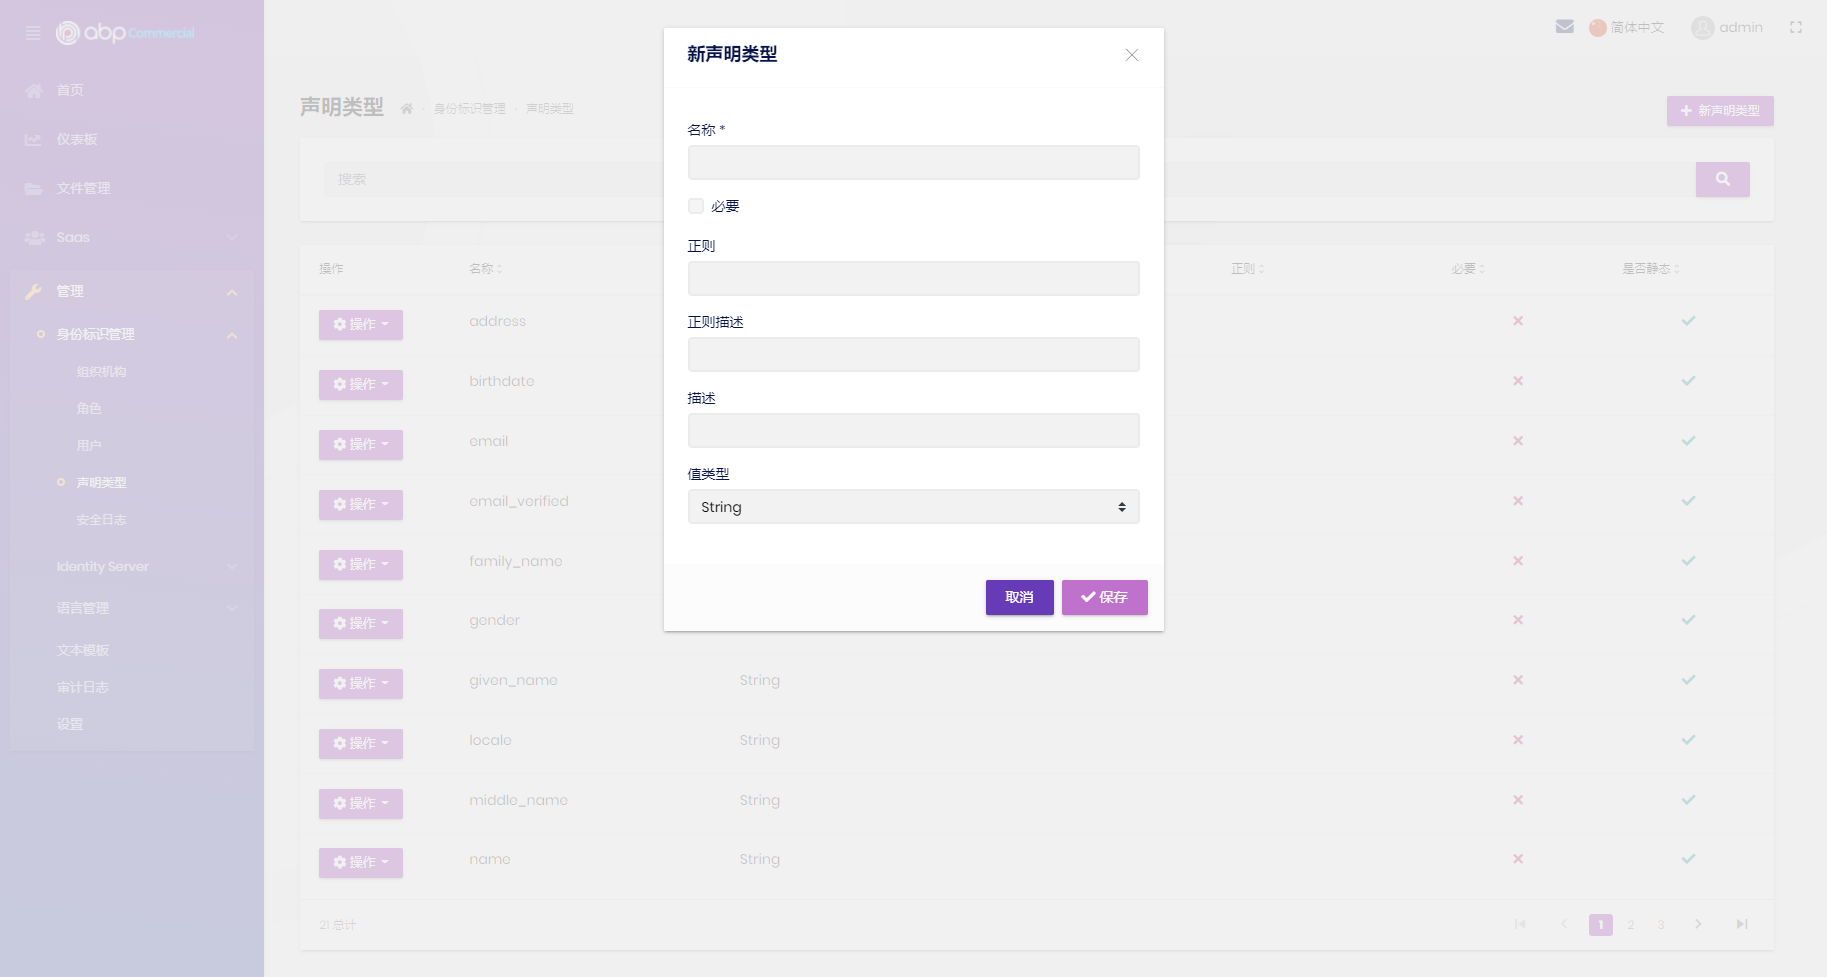 abp Commercial
首页
仪表板
文件管理
Saas
管理
身份标识管理
组织机构
角色
用户
声明类型
安全日志
Identity Server
语言管理
文本模板
审计日志
设置
简体中文
admin
声明类型
身份标识管理
声明类型
新声明类型
搜索
操作 名称 正则 必要 是否静态
操作 address
操作 birthdate
操作 email
操作 email_verified
操作 family_name
操作 gender
操作 given_name String
操作 locale String
操作 middle_name String
操作 name String
21 总计
1 2 3
新声明类型
名称 *
必要
正则
正则描述
描述
值类型
String
取消
保存